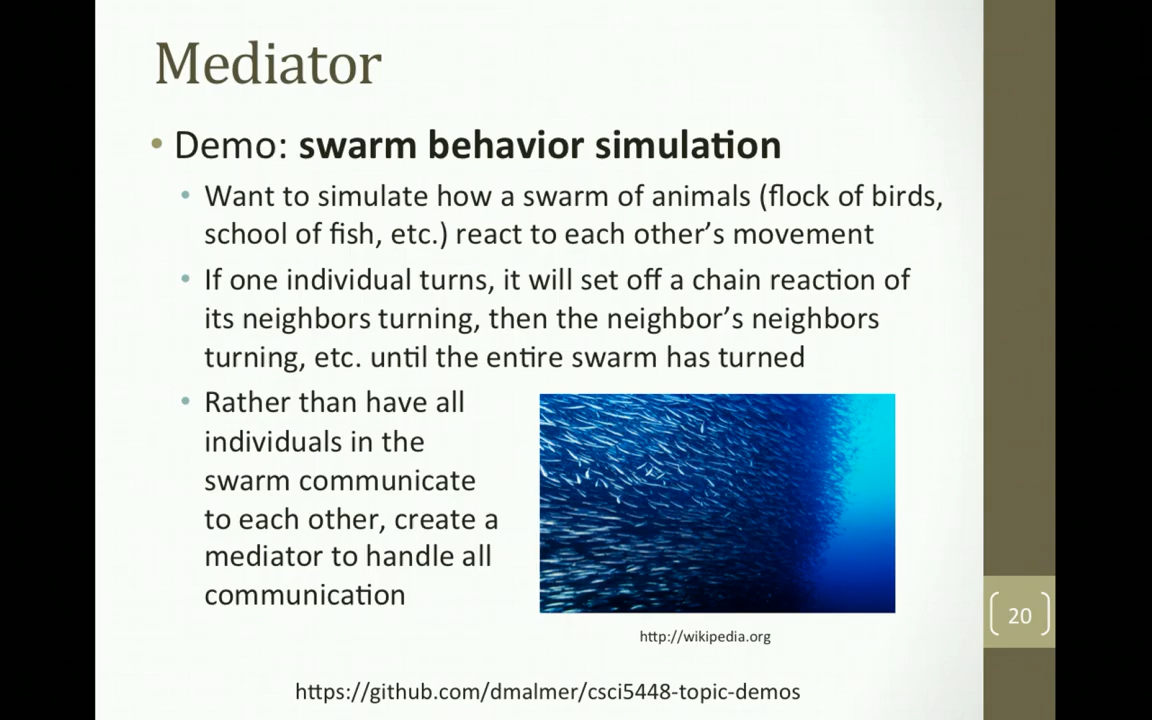 Mediator
• Demo: swarm behavior simulation
• Want to simulate how a swarm of animals (flock of birds,
school of fish, etc.) react to each other's movement
• If one individual turns, it will set off a chain reaction of
its neighbors turning, then the neighbor's neighbors
turning, etc. until the entire swarm has turned
• Rather than have all
individuals in the
swarm communicate
to each other, create a
mediator to handle all
communication
http://wikipedia.org
20
https://github.com/dmalmer/csci5448-topic-demos